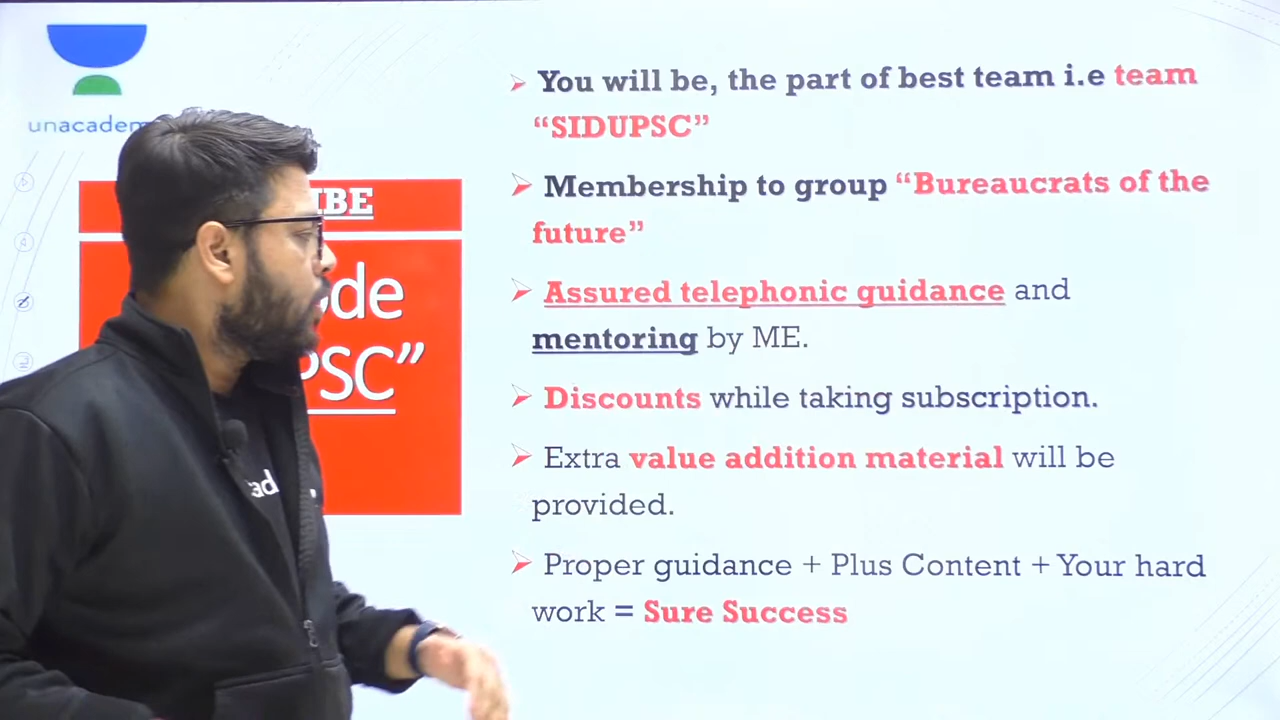 unacadem
IBE
ode
PSC”
ad
You will be, the part of best team i.e team
“SIDUPSC”
Membership to group “Bureaucrats of the
future”
Assured telephonic guidance and
mentoring by ME.
Discounts while taking subscription.
Extra value addition material will be
provided.
Proper guidance + Plus Content + Your hard
work = Sure Success